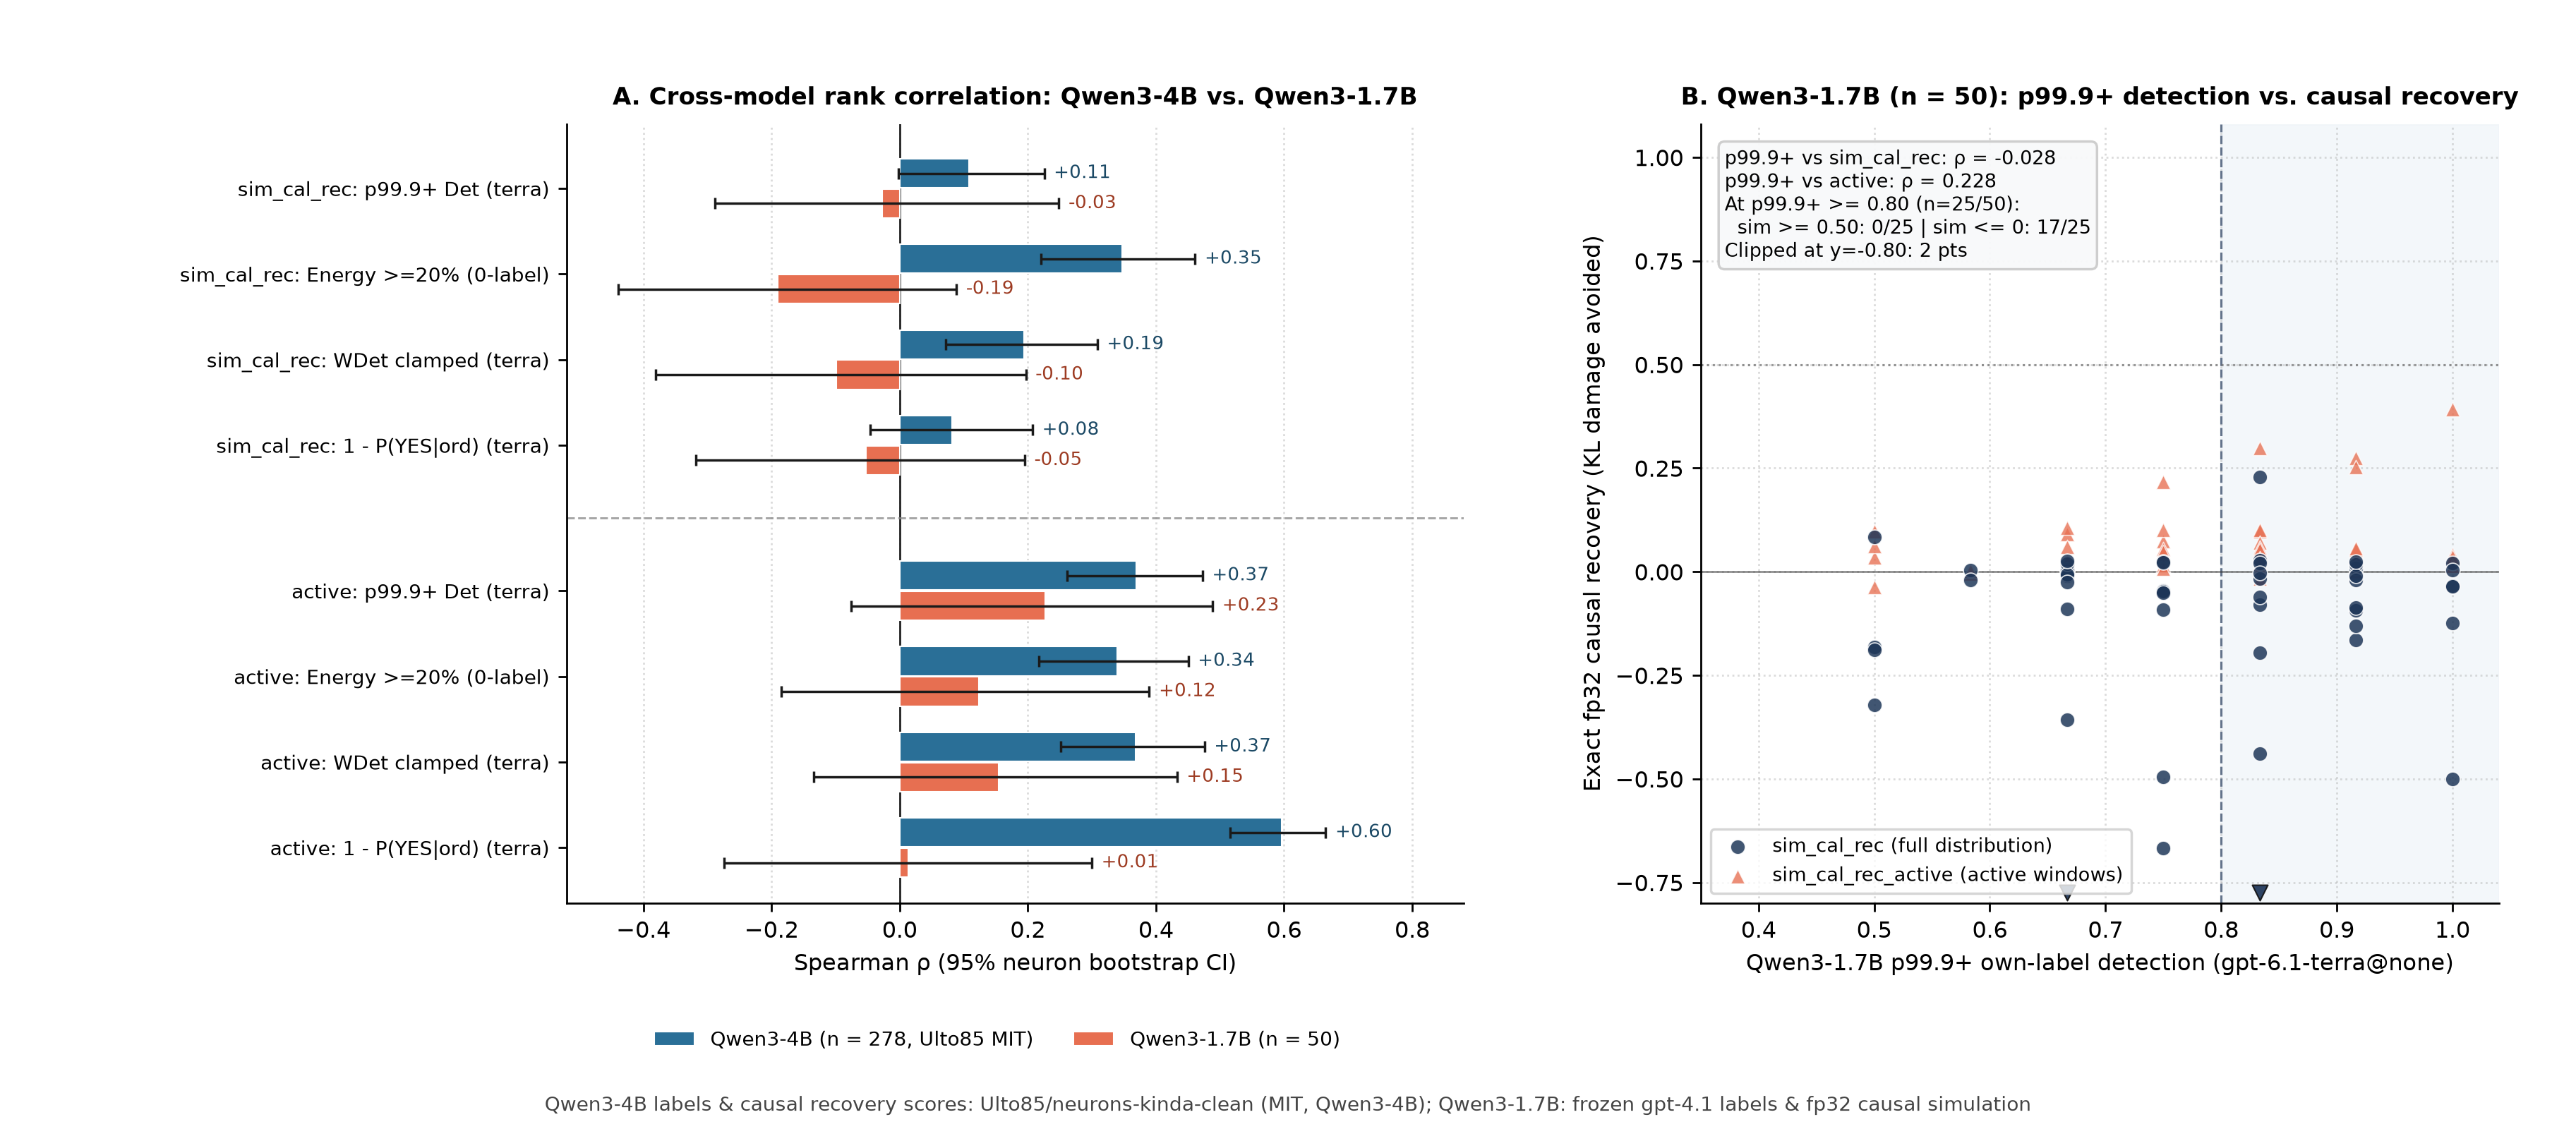 A. Cross-model rank correlation: Qwen3-4B vs. Qwen3-1.7B
sim_cal_rec: p99.9+ Det (terra)
+0.11
-0.03
sim_cal_rec: Energy >=20% (0-label)
+0.35
-0.19
sim_cal_rec: WDet clamped (terra)
+0.19
-0.10
sim_cal_rec: 1 - P(YES|ord) (terra)
+0.08
-0.05
active: p99.9+ Det (terra)
+0.37
+0.23
active: Energy >=20% (0-label)
+0.34
+0.12
active: WDet clamped (terra)
+0.37
+0.15
active: 1 - P(YES|ord) (terra)
+0.60
+0.01
−0.4 −0.2 0.0 0.2 0.4 0.6 0.8
Spearman ρ (95% neuron bootstrap CI)
Qwen3-4B (n = 278, Ulto85 MIT)
Qwen3-1.7B (n = 50)
B. Qwen3-1.7B (n = 50): p99.9+ detection vs. causal recovery
Exact fp32 causal recovery (KL damage avoided)
1.00
0.75
0.50
0.25
0.00
−0.25
−0.50
−0.75
p99.9+ vs sim_cal_rec: ρ = -0.028
p99.9+ vs active: ρ = 0.228
At p99.9+ >= 0.80 (n=25/50):
sim >= 0.50: 0/25 | sim <= 0: 17/25
Clipped at y=-0.80: 2 pts
sim_cal_rec (full distribution)
sim_cal_rec_active (active windows)
0.4 0.5 0.6 0.7 0.8 0.9 1.0
Qwen3-1.7B p99.9+ own-label detection (gpt-6.1-terra@none)
Qwen3-4B labels & causal recovery scores: Ulto85/neurons-kinda-clean (MIT, Qwen3-4B); Qwen3-1.7B: frozen gpt-4.1 labels & fp32 causal simulation